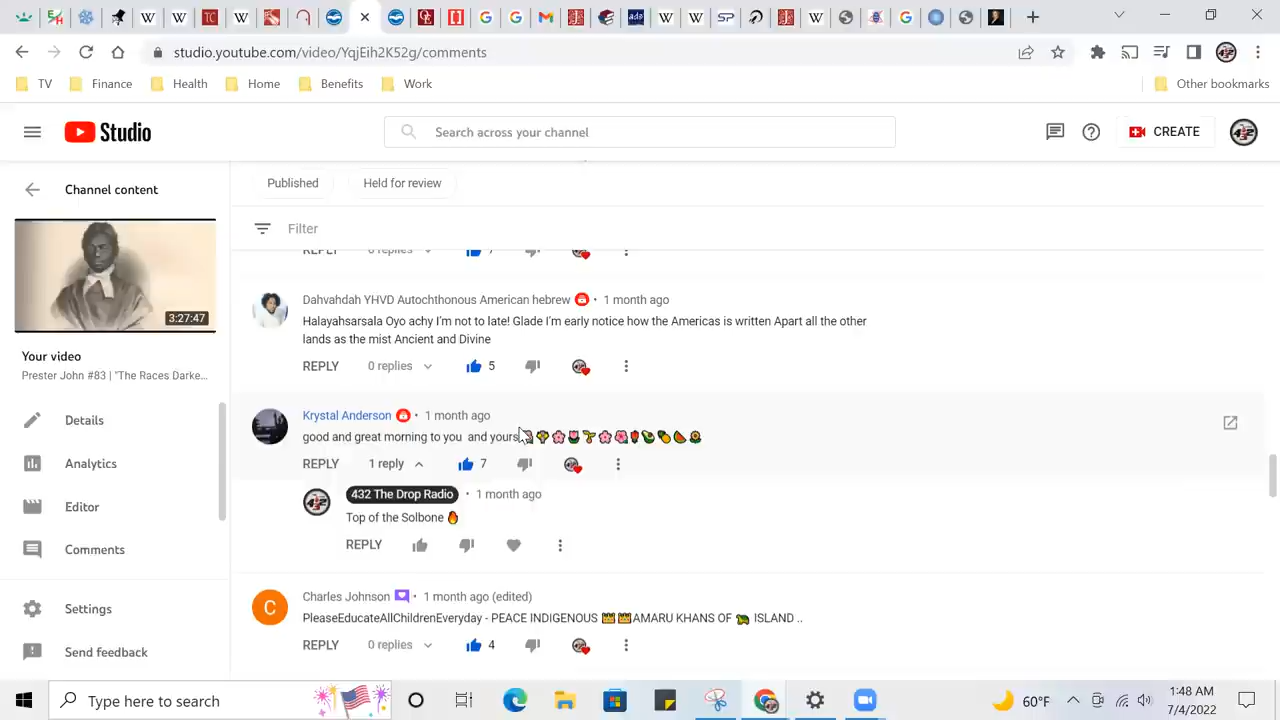 studio.youtube.com/video/YqjEih2K52g/comments
TV
Finance
Health
Home
Benefits
Work
Other bookmarks
Studio
Search across your channel
CREATE
Channel content
Published
Held for review
Filter
3:27:47
Your video
Prester John #83 | "The Races Darke...
Details
Analytics
Editor
Comments
Settings
Send feedback
REPLY 0 replies 7
Dahvahdah YHVD Autochthonous American hebrew • 1 month ago
Halayahsarsala Oyo achy I'm not to late! Glade I'm early notice how the Americas is written Apart all the other
lands as the mist Ancient and Divine
REPLY 0 replies 5
Krystal Anderson • 1 month ago
good and great morning to you and yours
REPLY 1 reply 7
432 The Drop Radio • 1 month ago
Top of the Solbone 🔥
REPLY
C
Charles Johnson • 1 month ago (edited)
PleaseEducateAllChildrenEveryday - PEACE INDIGENOUS 👑👑AMARU KHANS OF 🐢 ISLAND ..
REPLY 0 replies 4
Type here to search
60°F
1:48 AM
7/4/2022